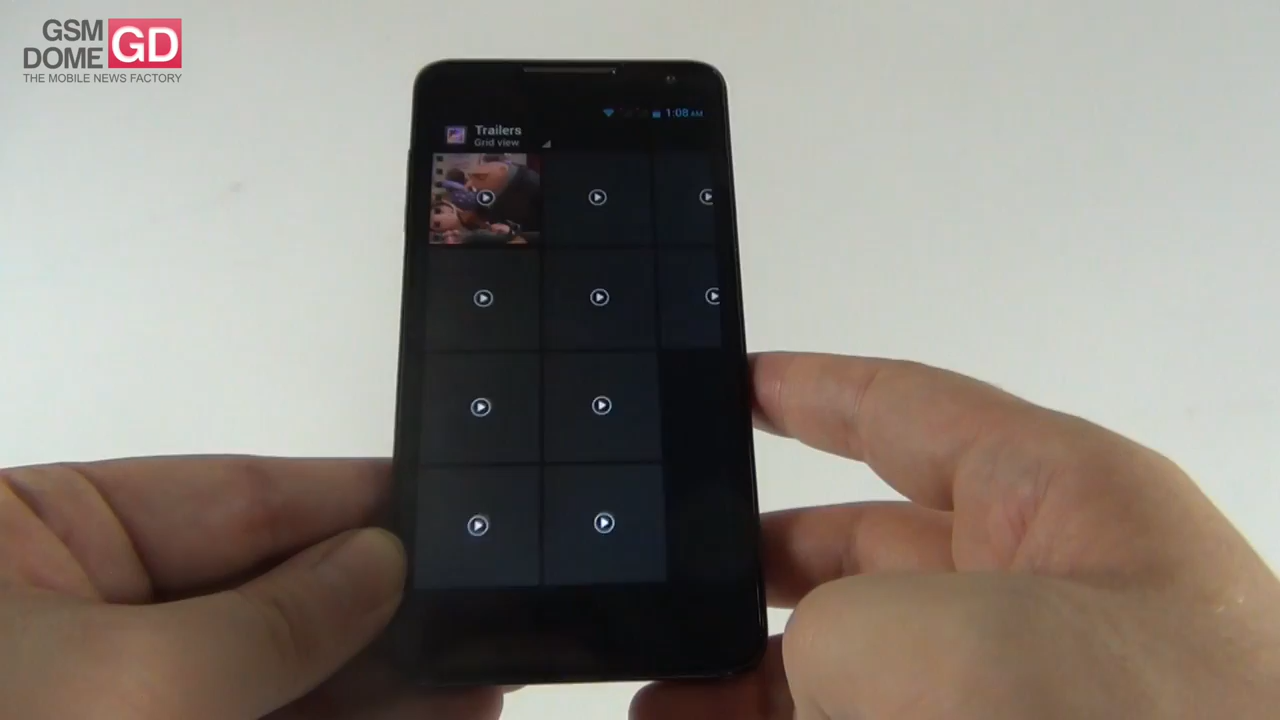 GSM
DOME GD
THE MOBILE NEWS FACTORY
1:08 AM
Trailers
Grid view